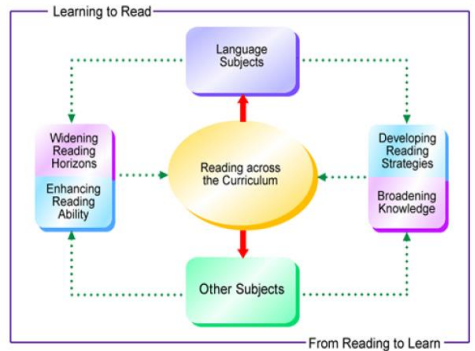 Learning to Read
Language
Subjects
Widening
Reading
Horizons
Enhancing
Reading
Ability
Reading across
the Curriculum
Developing
Reading
Strategies
Broadening
Knowledge
Other Subjects
From Reading to Learn